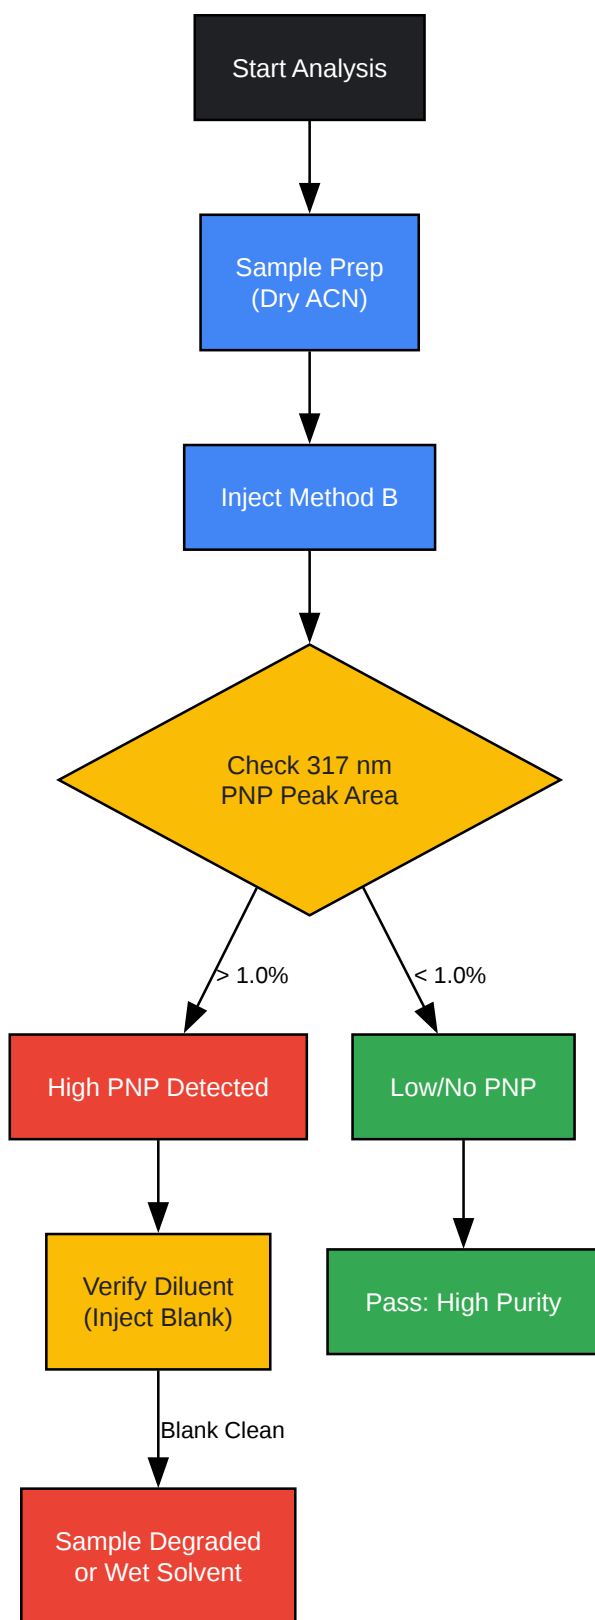 Start Analysis
Sample Prep
(Dry ACN)
Inject Method B
Check 317 nm
PNP Peak Area
> 1.0%
< 1.0%
High PNP Detected
Low/No PNP
Verify Diluent
(Inject Blank)
Pass: High Purity
Blank Clean
Sample Degraded
or Wet Solvent